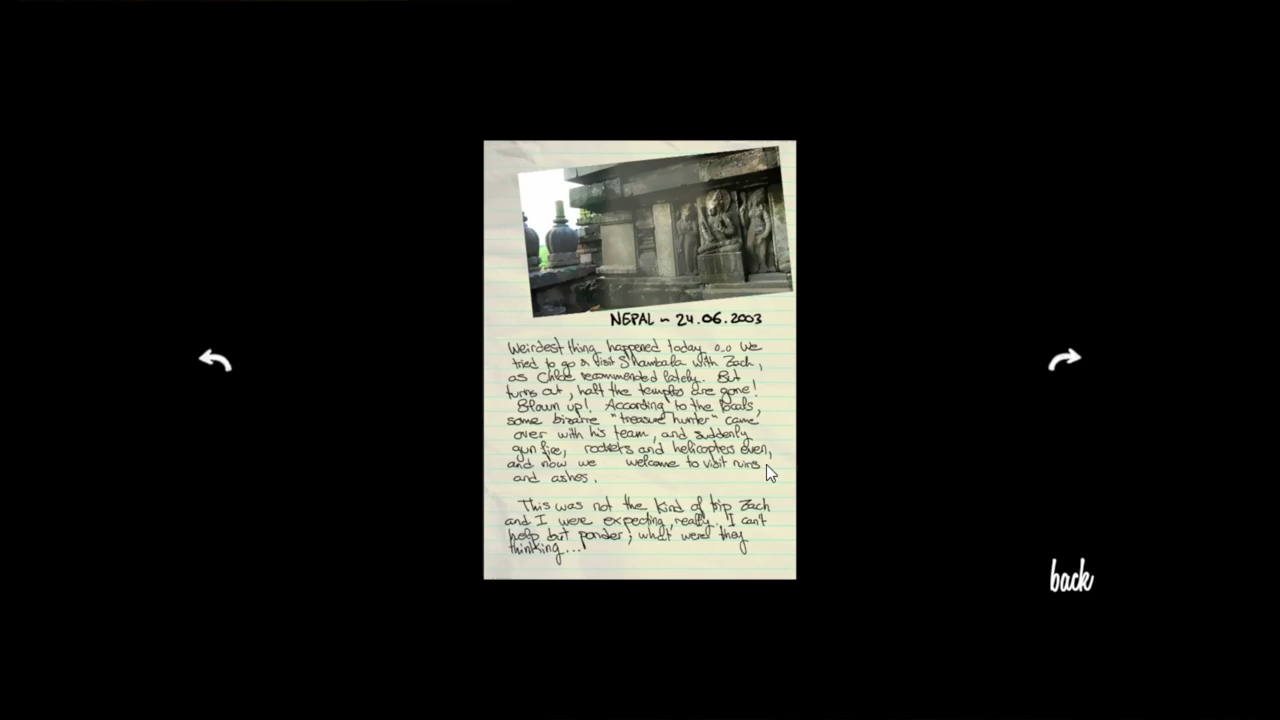 NEPAL ~ 24.06.2003
Weirdest thing happened today o.o We
tried to go & visit Shambala with Zach,
as Chloe recommended lately. But
turns out, half the temples are gone!
Blown up! According to the locals,
some bizarre "treasure hunter" came
over with his team, and suddenly
gun fire, rockets and helicopters even,
and now we welcome to visit ruins
and ashes.
This was not the kind of trip Zach
and I were expecting, really. I can't
help but ponder; what were they
thinking...
back